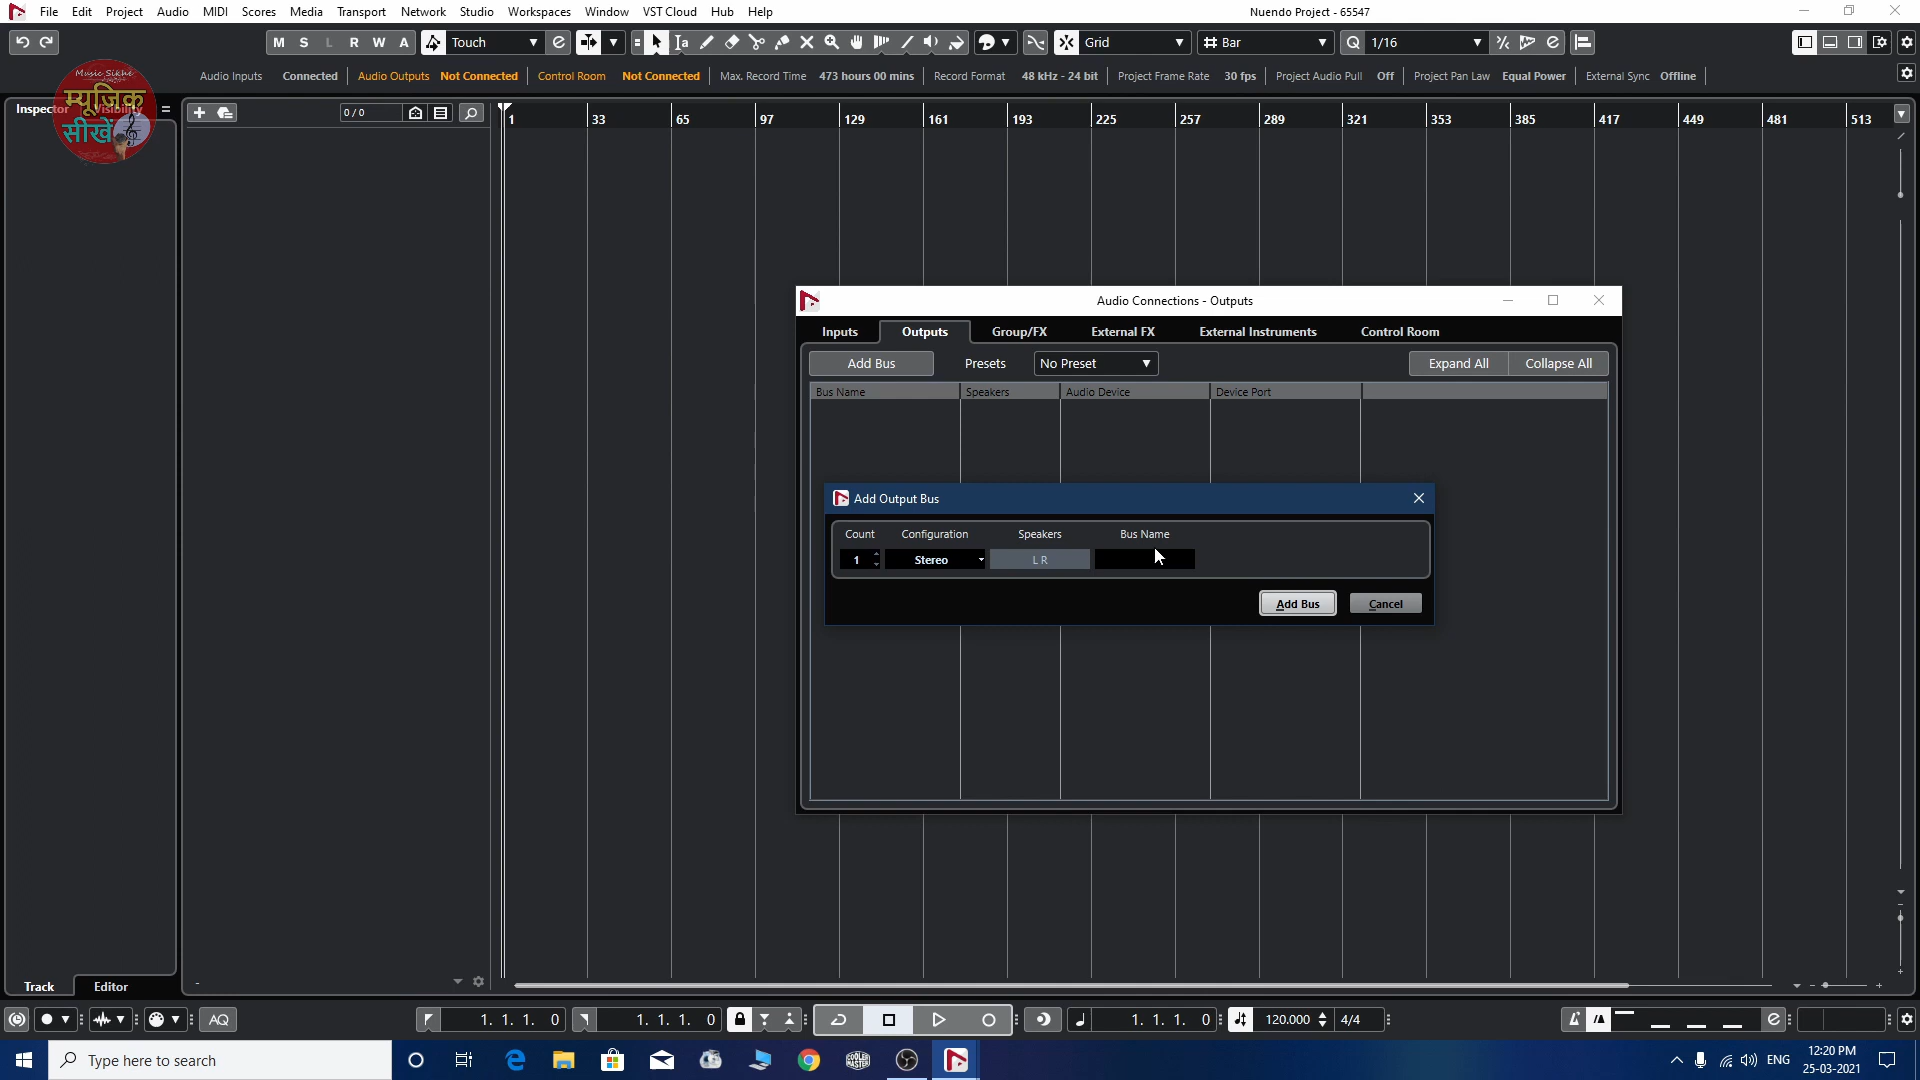 File Edit Project Audio MIDI Scores Media Transport Network Studio Workspaces Window VST Cloud Hub Help
Nuendo Project - 65547
M S L R W A Touch Grid Bar Q 1/16
Audio Inputs Connected Audio Outputs Not Connected Control Room Not Connected Max. Record Time 473 hours 00 mins Record Format 48 kHz - 24 bit Project Frame Rate 30 fps Project Audio Pull Off Project Pan Law Equal Power External Sync Offline
Music Sikhe
म्यूजिक
सीखें
Inspector Visibility
0 / 0
1 33 65 97 129 161 193 225 257 289 321 353 385 417 449 481 513
Audio Connections - Outputs
Inputs Outputs Group/FX External FX External Instruments Control Room
Add Bus Presets No Preset Expand All Collapse All
Bus Name Speakers Audio Device Device Port
Add Output Bus
Count Configuration Speakers Bus Name
1 Stereo L R
Add Bus Cancel
Track Editor
AQ 1. 1. 1. 0 1. 1. 1. 0 1. 1. 1. 0 120.000 4/4
Type here to search
COOLER MASTER
ENG
12:20 PM
25-03-2021